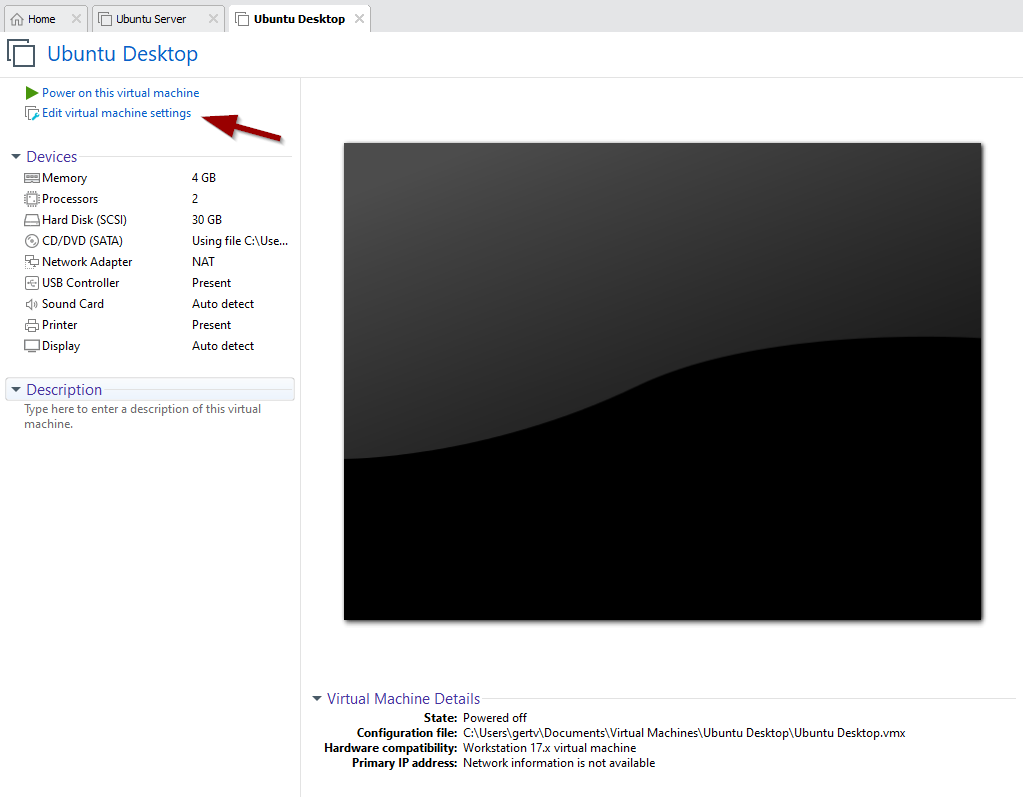 Home
Ubuntu Server
Ubuntu Desktop
Ubuntu Desktop
Power on this virtual machine
Edit virtual machine settings
Devices
Memory 4 GB
Processors 2
Hard Disk (SCSI) 30 GB
CD/DVD (SATA) Using file C:\Use...
Network Adapter NAT
USB Controller Present
Sound Card Auto detect
Printer Present
Display Auto detect
Description
Type here to enter a description of this virtual
machine.
Virtual Machine Details
State: Powered off
Configuration file: C:\Users\gertv\Documents\Virtual Machines\Ubuntu Desktop\Ubuntu Desktop.vmx
Hardware compatibility: Workstation 17.x virtual machine
Primary IP address: Network information is not available